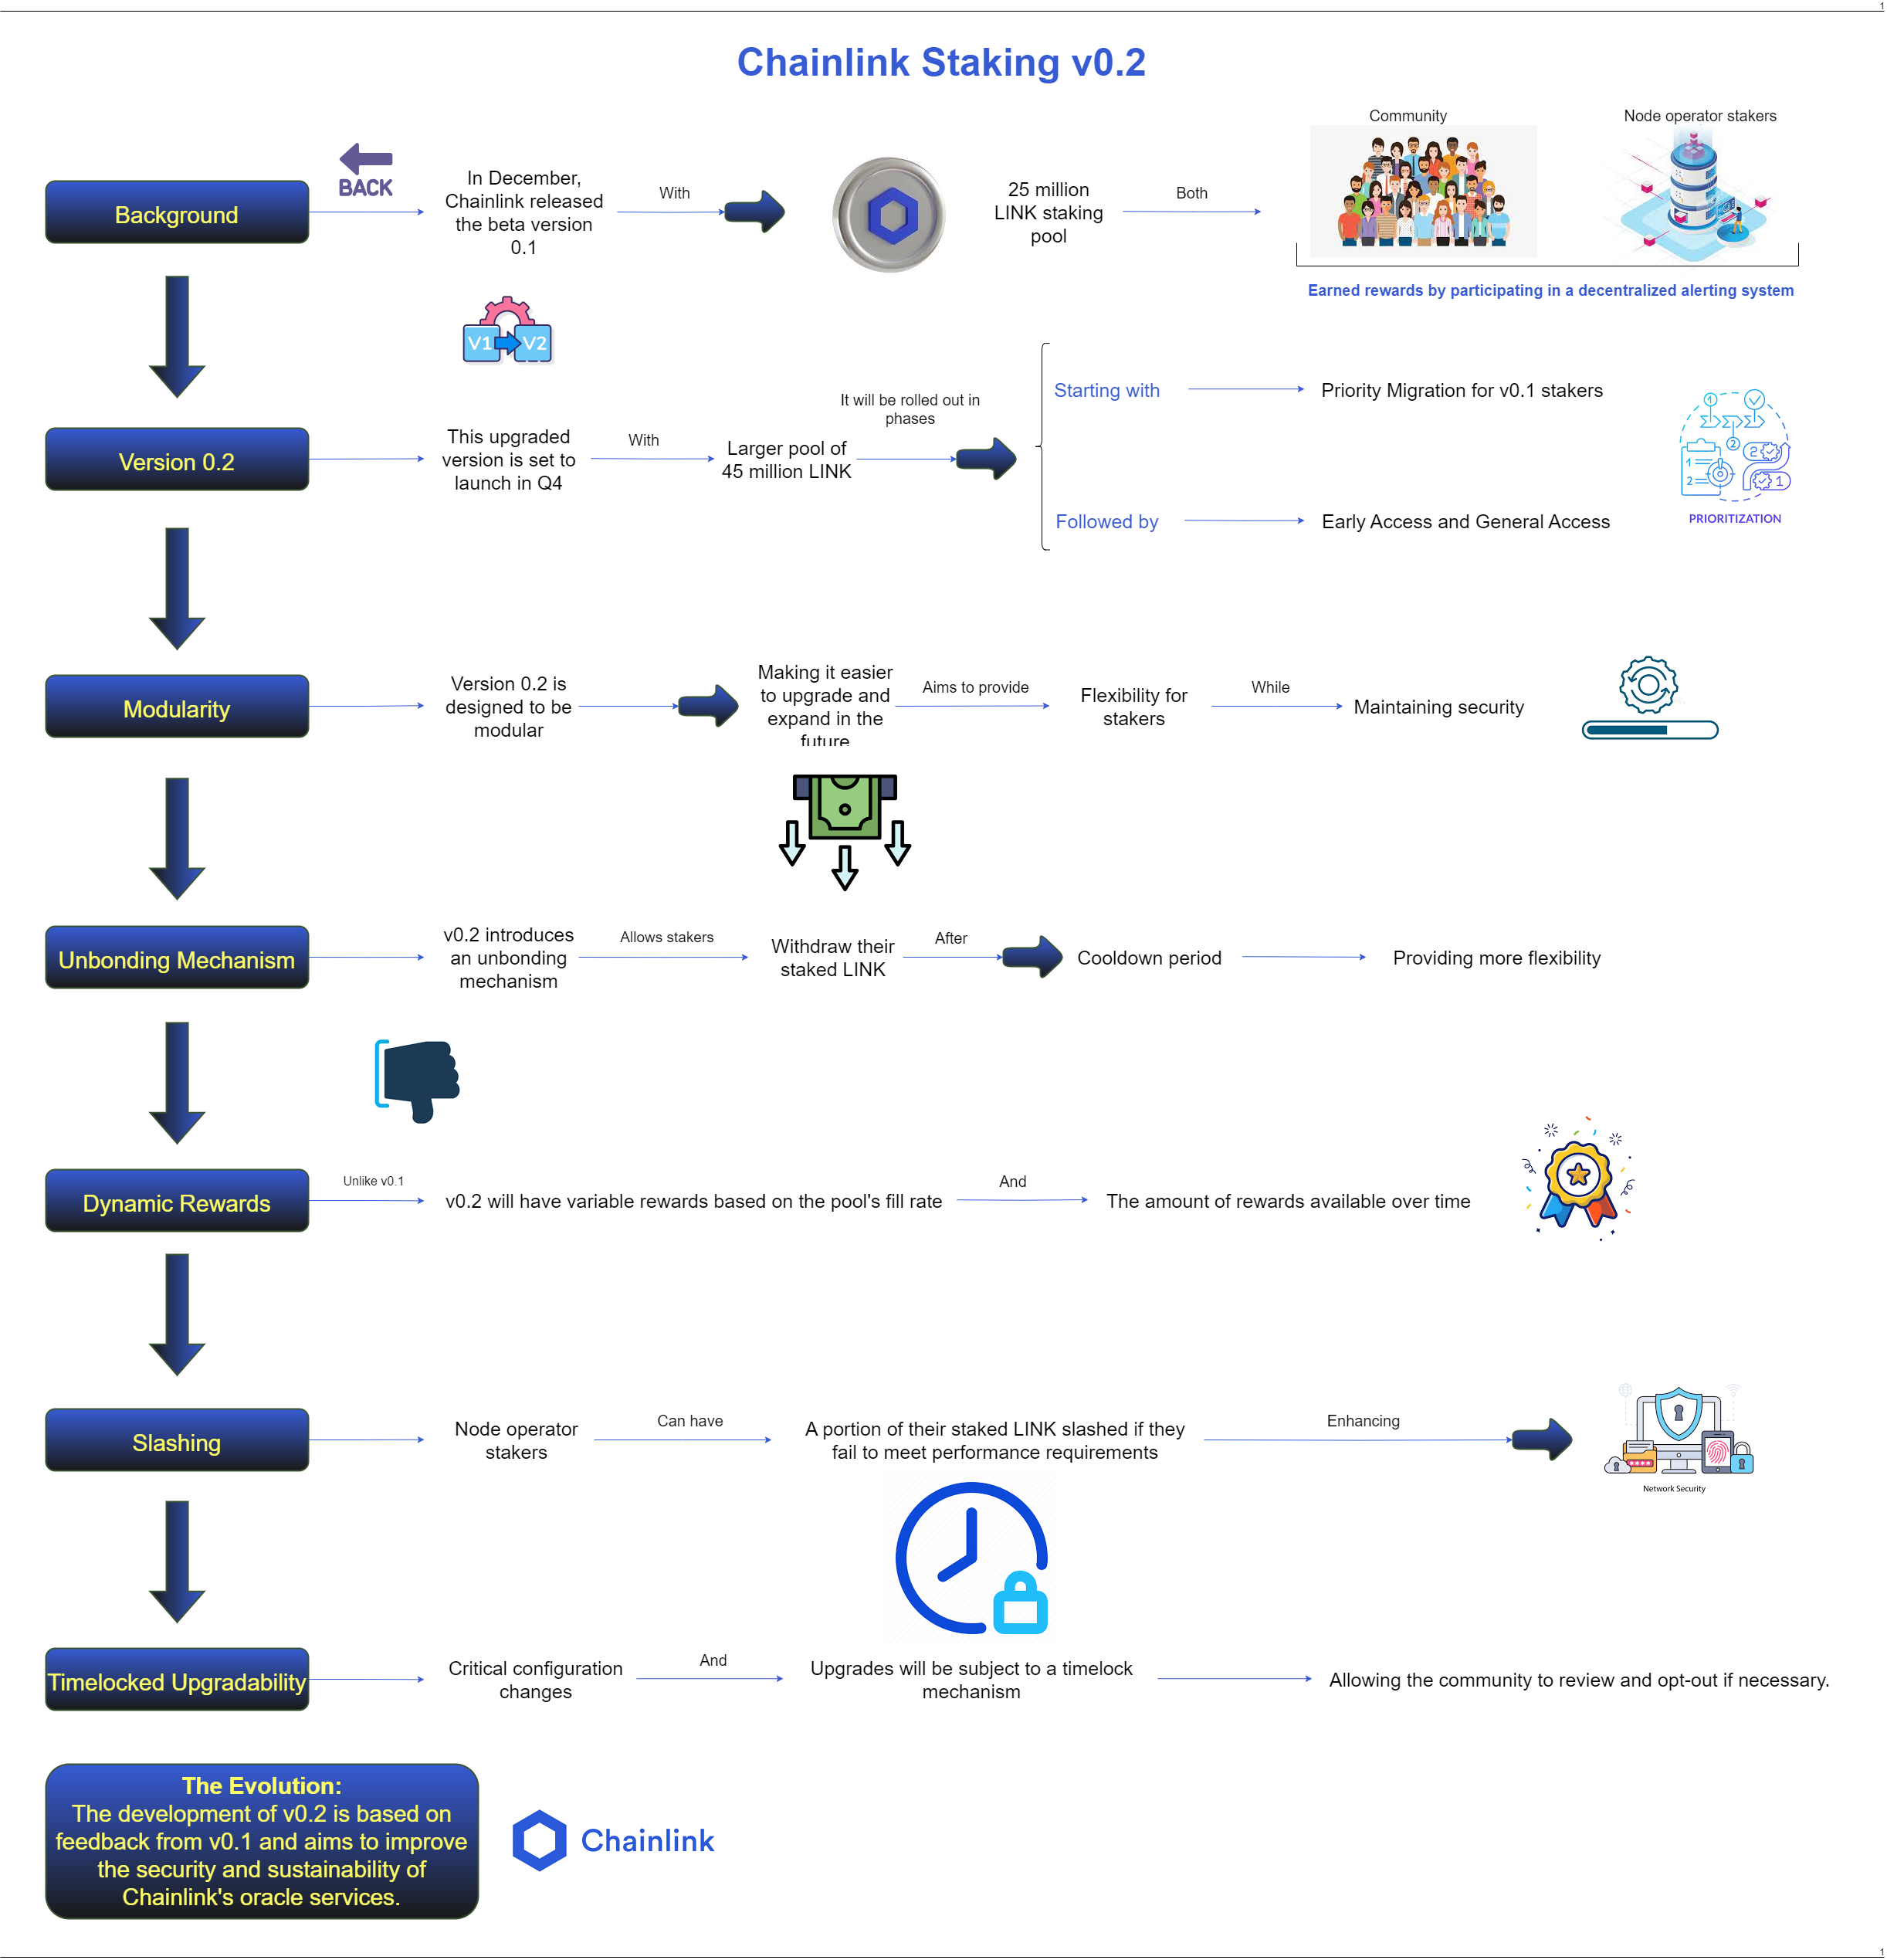 1
Chainlink Staking v0.2
Community
Node operator stakers
BACK
Background
In December,
Chainlink released
the beta version
0.1
With
25 million
LINK staking
pool
Both
Earned rewards by participating in a decentralized alerting system
V1
V2
Version 0.2
This upgraded
version is set to
launch in Q4
With
Larger pool of
45 million LINK
It will be rolled out in
phases
Starting with
Priority Migration for v0.1 stakers
Followed by
Early Access and General Access
1
2
1
2
2
1
PRIORITIZATION
Modularity
Version 0.2 is
designed to be
modular
Making it easier
to upgrade and
expand in the
future
Aims to provide
Flexibility for
stakers
While
Maintaining security
Unbonding Mechanism
v0.2 introduces
an unbonding
mechanism
Allows stakers
Withdraw their
staked LINK
After
Cooldown period
Providing more flexibility
Dynamic Rewards
Unlike v0.1
v0.2 will have variable rewards based on the pool's fill rate
And
The amount of rewards available over time
Slashing
Node operator
stakers
Can have
A portion of their staked LINK slashed if they
fail to meet performance requirements
Enhancing
Network Security
Timelocked Upgradability
Critical configuration
changes
And
Upgrades will be subject to a timelock
mechanism
Allowing the community to review and opt-out if necessary.
The Evolution:
The development of v0.2 is based on
feedback from v0.1 and aims to improve
the security and sustainability of
Chainlink's oracle services.
Chainlink
1